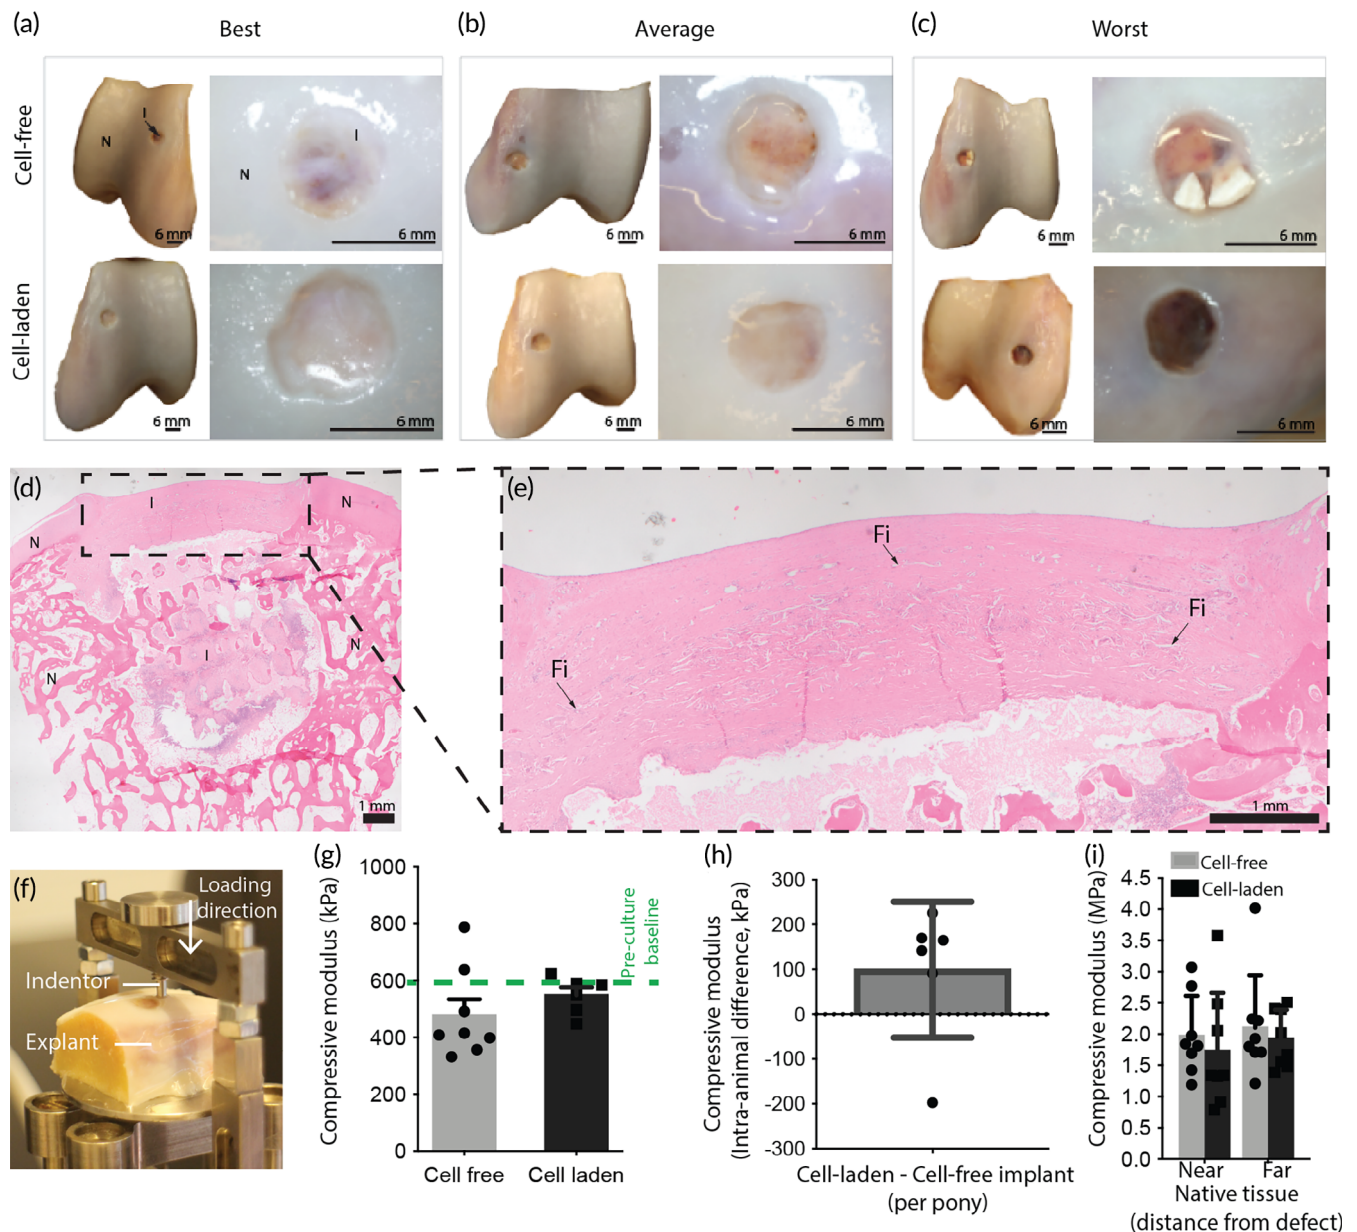 (a) Best (b) Average (c) Worst
Cell-free
N
I
6 mm
N
I
6 mm
6 mm
6 mm
6 mm
6 mm
Cell-laden
6 mm
6 mm
6 mm
6 mm
6 mm
6 mm
(d)
I
N
N
I
N
N
1 mm
(e)
Fi
Fi
Fi
1 mm
(f)
Loading
direction
Indentor
Explant
(g)
Compressive modulus (kPa)
1000
800
600
400
200
0
Pre-culture
baseline
Cell free Cell laden
(h)
Compressive modulus
(Intra-animal difference, kPa)
300
200
100
0
-100
-200
-300
Cell-laden - Cell-free implant
(per pony)
(i)
Cell-free
Cell-laden
Compressive modulus (MPa)
4.5
4.0
3.5
3.0
2.5
2.0
1.5
1.0
0.5
0.0
Near Far
Native tissue
(distance from defect)